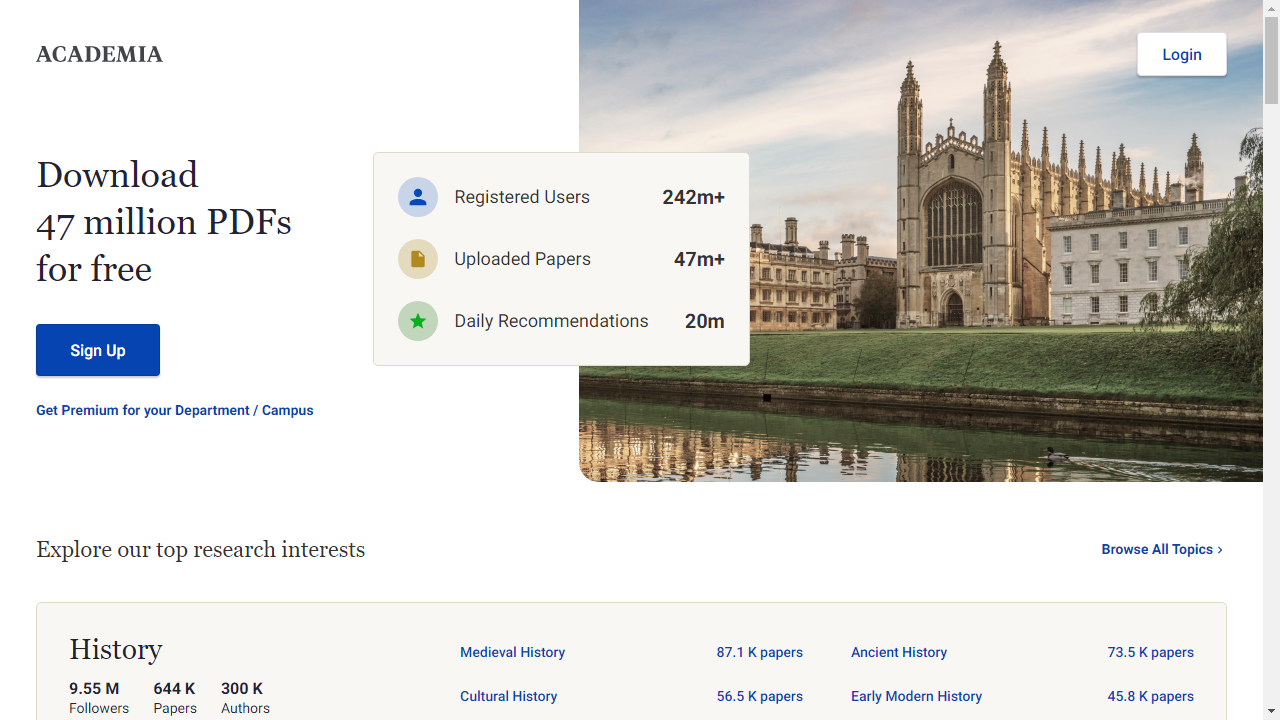 ACADEMIA
Login
Download
47 million PDFs
for free
Registered Users 242m+
Uploaded Papers 47m+
Daily Recommendations 20m
Sign Up
Get Premium for your Department / Campus
Explore our top research interests
Browse All Topics
History
9.55 M 644 K 300 K
Followers Papers Authors
Medieval History 87.1 K papers
Ancient History 73.5 K papers
Cultural History 56.5 K papers
Early Modern History 45.8 K papers